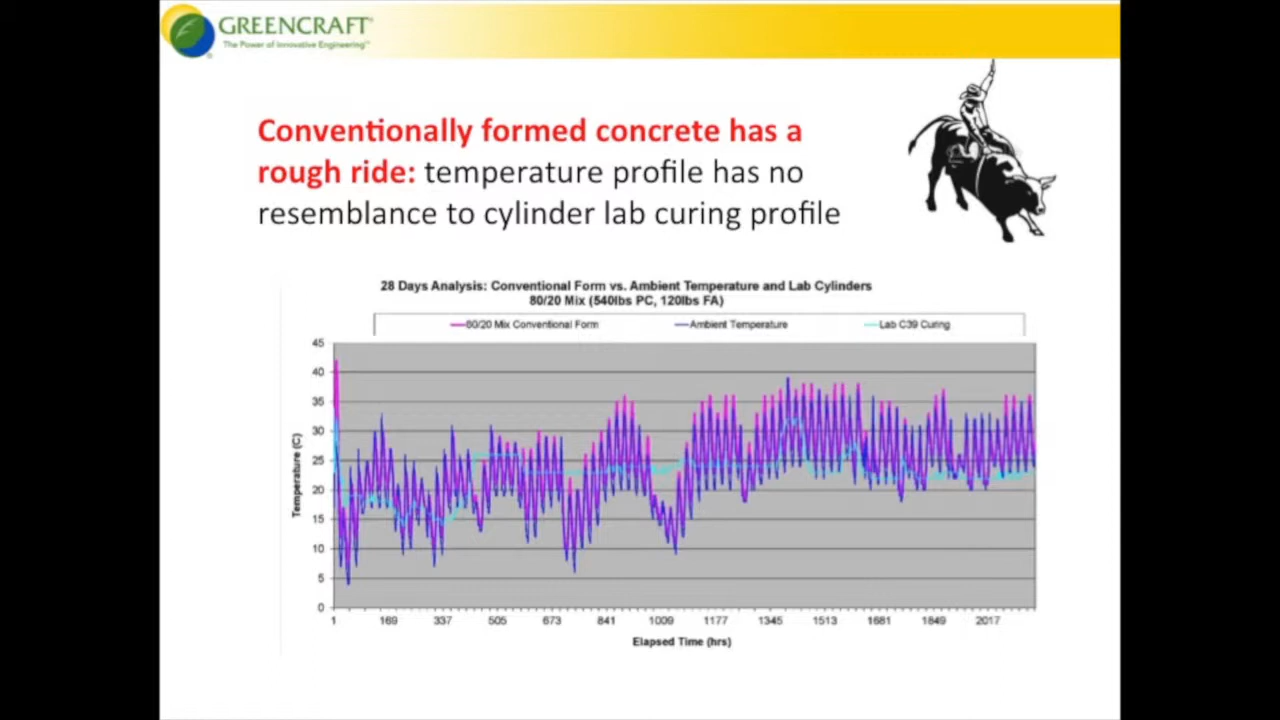 GREENCRAFT
The Power of Innovative Engineering™
Conventionally formed concrete has a
rough ride: temperature profile has no
resemblance to cylinder lab curing profile
28 Days Analysis: Conventional Form vs. Ambient Temperature and Lab Cylinders
80/20 Mix (540lbs PC, 120lbs FA)
80/20 Mix Conventional Form Ambient Temperature Lab C39 Curing
45
40
35
30
25
20
15
10
5
0
Temperature (C)
1 169 337 505 673 841 1009 1177 1345 1513 1681 1849 2017
Elapsed Time (hrs)